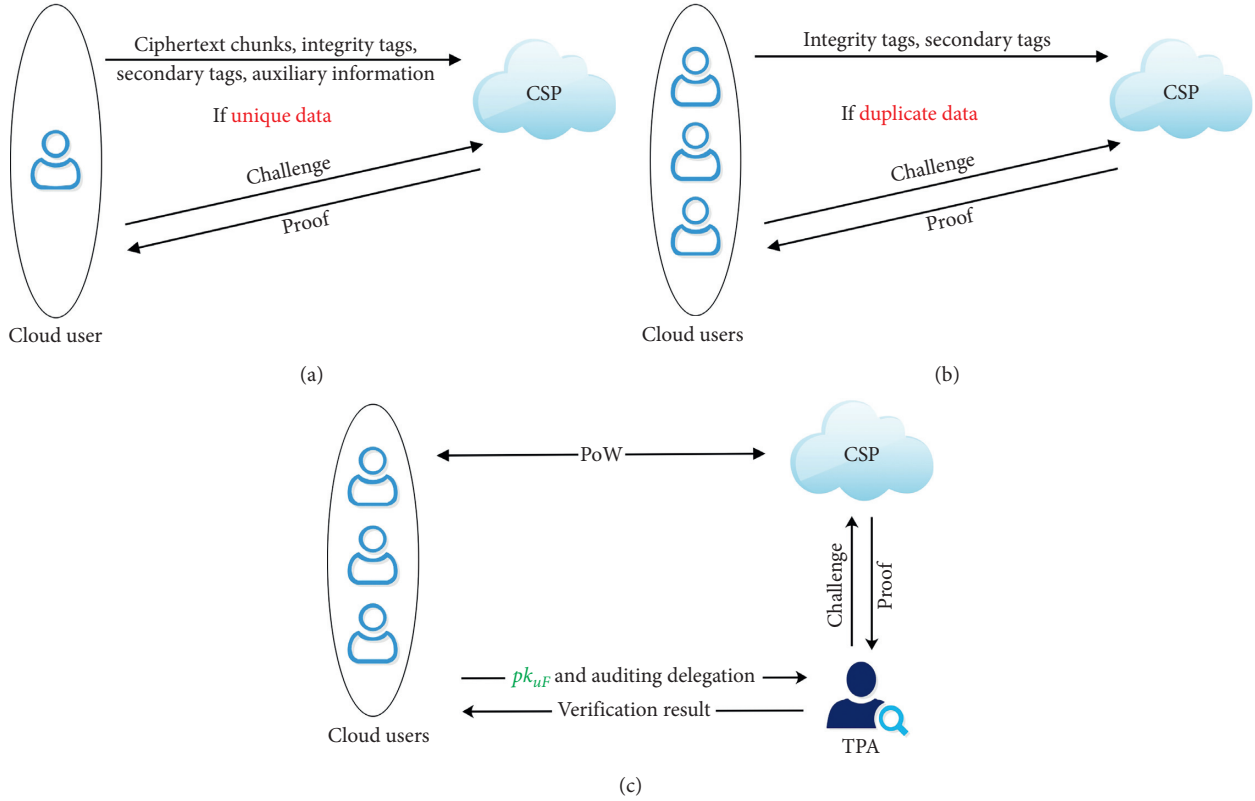 Ciphertext chunks, integrity tags,
secondary tags, auxiliary information
If unique data
CSP
Challenge
Proof
Cloud user
(a)
Integrity tags, secondary tags
If duplicate data
CSP
Challenge
Proof
Cloud users
(b)
PoW
CSP
Challenge
Proof
pk_{uF} and auditing delegation
Verification result
Cloud users
TPA
(c)